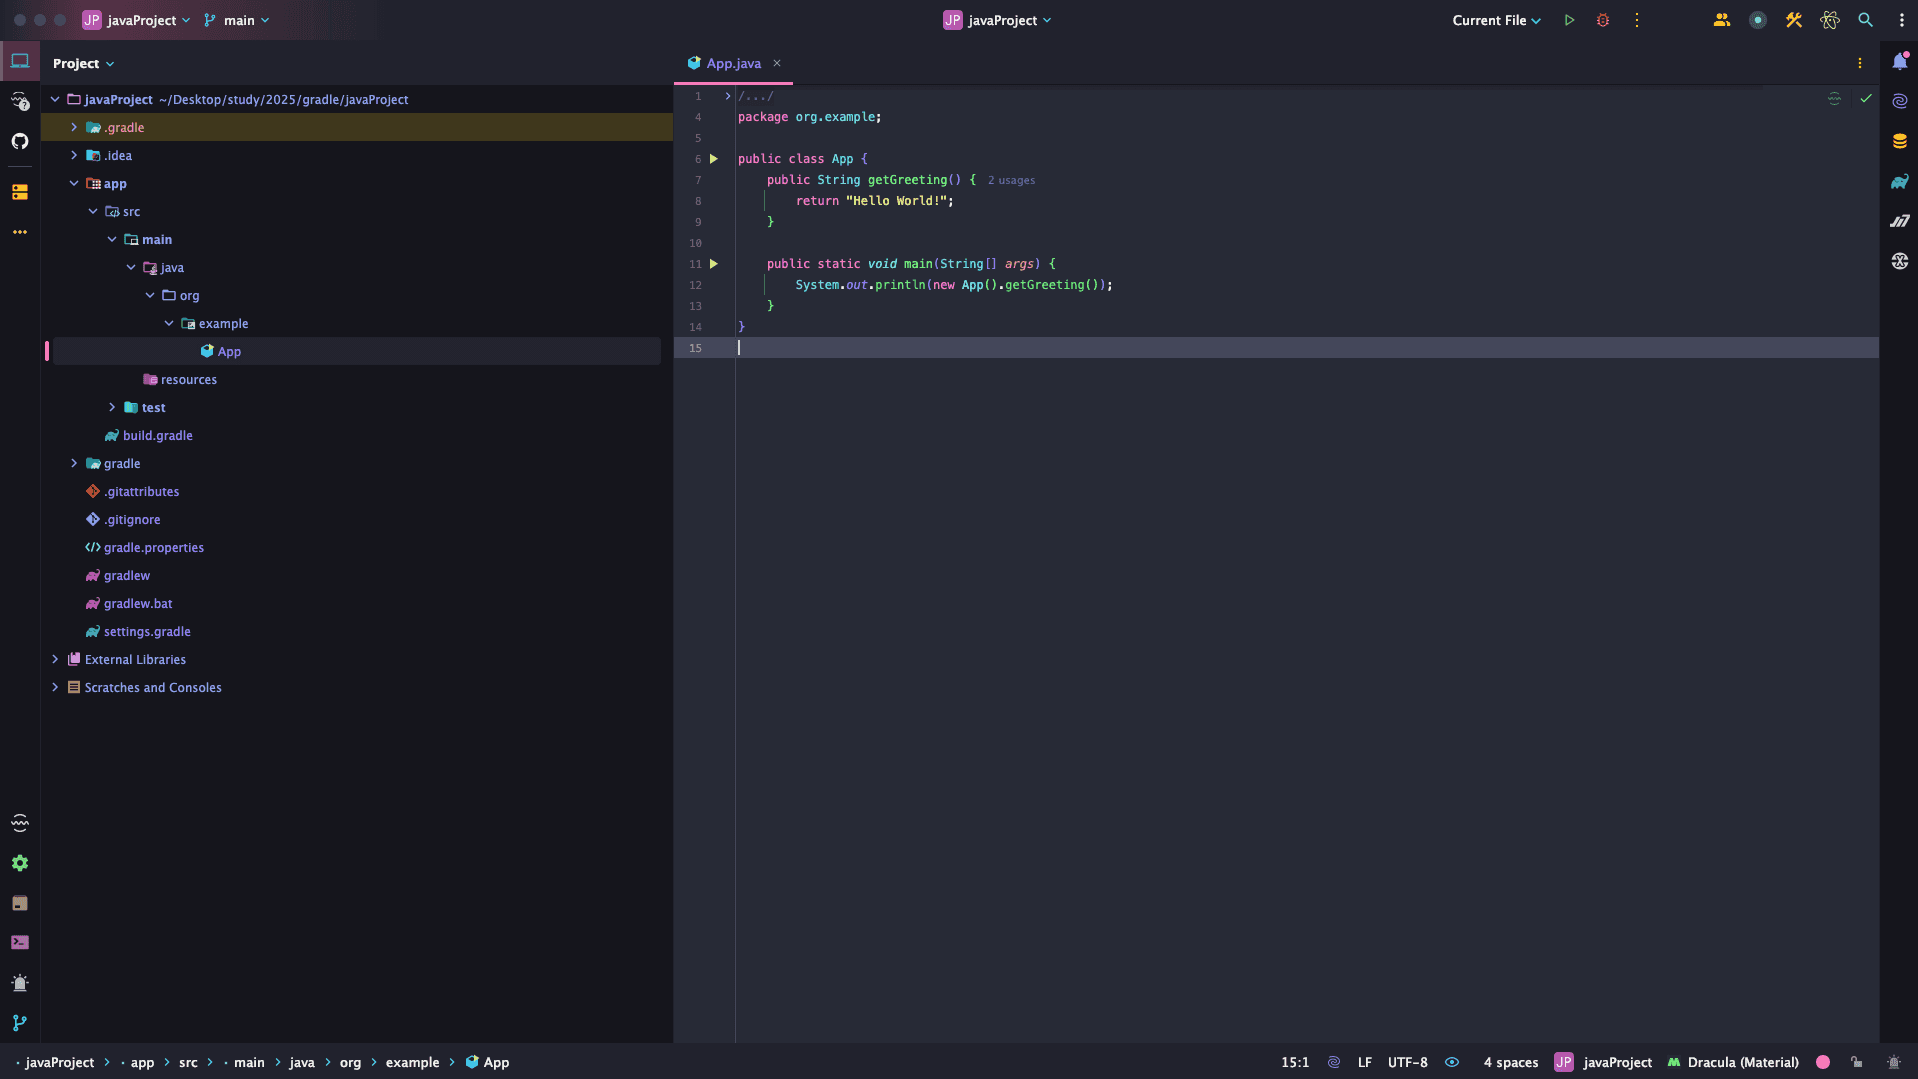 JP javaProject main
JP javaProject
Current File
Project
javaProject ~/Desktop/study/2025/gradle/javaProject
.gradle
.idea
app
src
main
java
org
example
App
resources
test
build.gradle
gradle
.gitattributes
.gitignore
gradle.properties
gradlew
gradlew.bat
settings.gradle
External Libraries
Scratches and Consoles
App.java
1 /.../
4 package org.example;
5
6 public class App {
7 public String getGreeting() { 2 usages
8 return "Hello World!";
9 }
10
11 public static void main(String[] args) {
12 System.out.println(new App().getGreeting());
13 }
14 }
15
javaProject > app > src > main > java > org > example > App
15:1 LF UTF-8 4 spaces JP javaProject Dracula (Material)